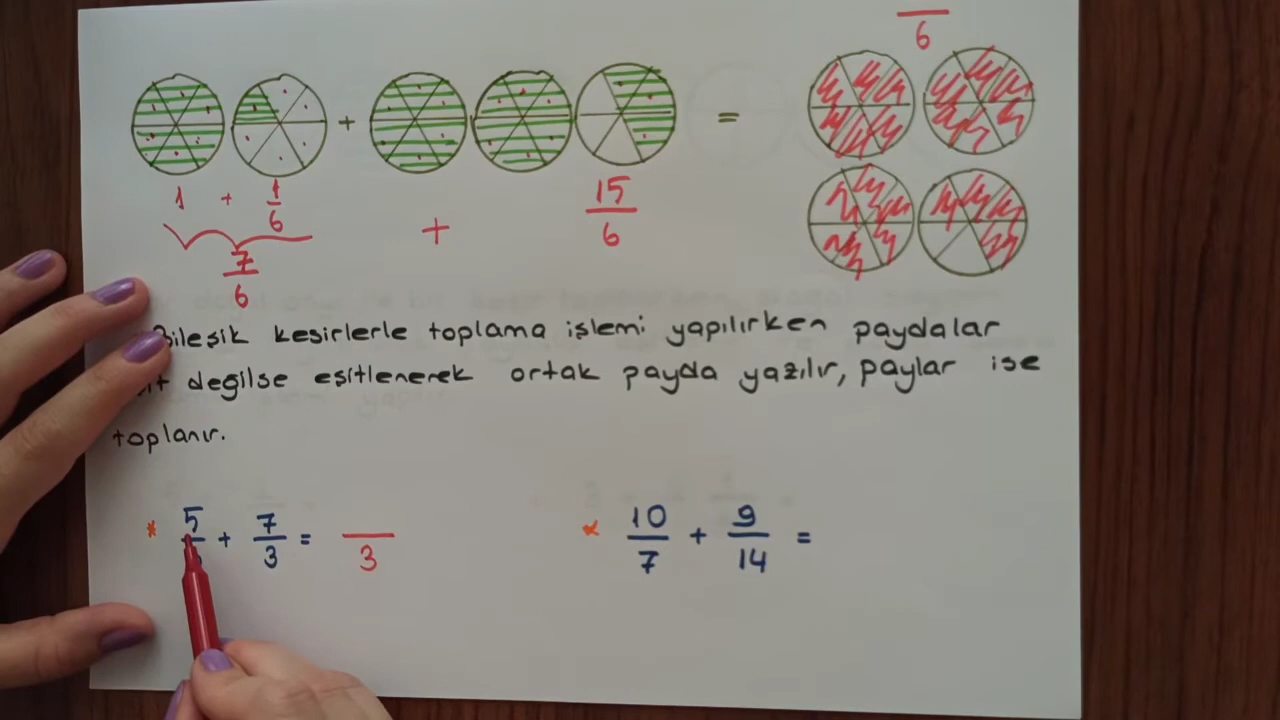 6
+ =
1 + 1/6 + 15/6
7/6
Bileşik kesirlerle toplama işlemi yapılırken paydalar
değilse eşitlenerek ortak payda yazılır, paylar ise
toplanır.
* 5/ + 7/3 = /3
* 10/7 + 9/14 =